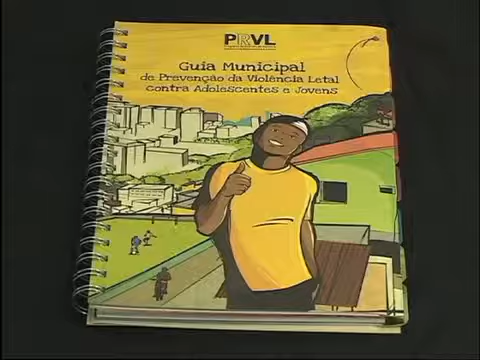 PRVL
Guia Municipal
de Prevenção da Violência Letal
contra Adolescentes e Jovens